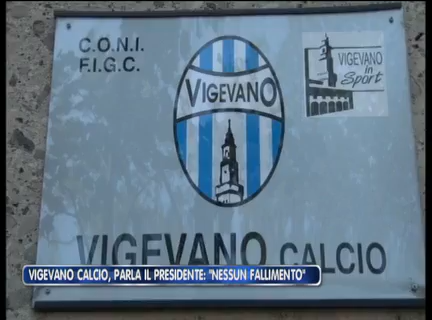 C.O.N.I.
F.I.G.C.
VIGEVANO
VIGEVANO
in
Sport
VIGEVANO CALCIO
VIGEVANO CALCIO, PARLA IL PRESIDENTE: "NESSUN FALLIMENTO"